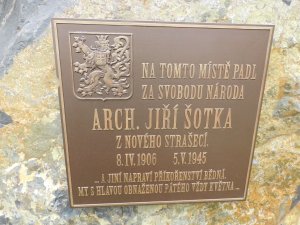 NA TOMTO MÍSTĚ PADL
ZA SVOBODU NÁRODA
ARCH. JIŘÍ ŠOTKA
Z NOVÉHO STRAŠECÍ.
8.IV.1906 5.V.1945
... A JINÍ NAPRAVÍ PŘÍKOŘENSTVÍ BĚDNÁ,
MY S HLAVOU OBNAŽENOU PÁTÉHO VŽDY KVĚTNA ...